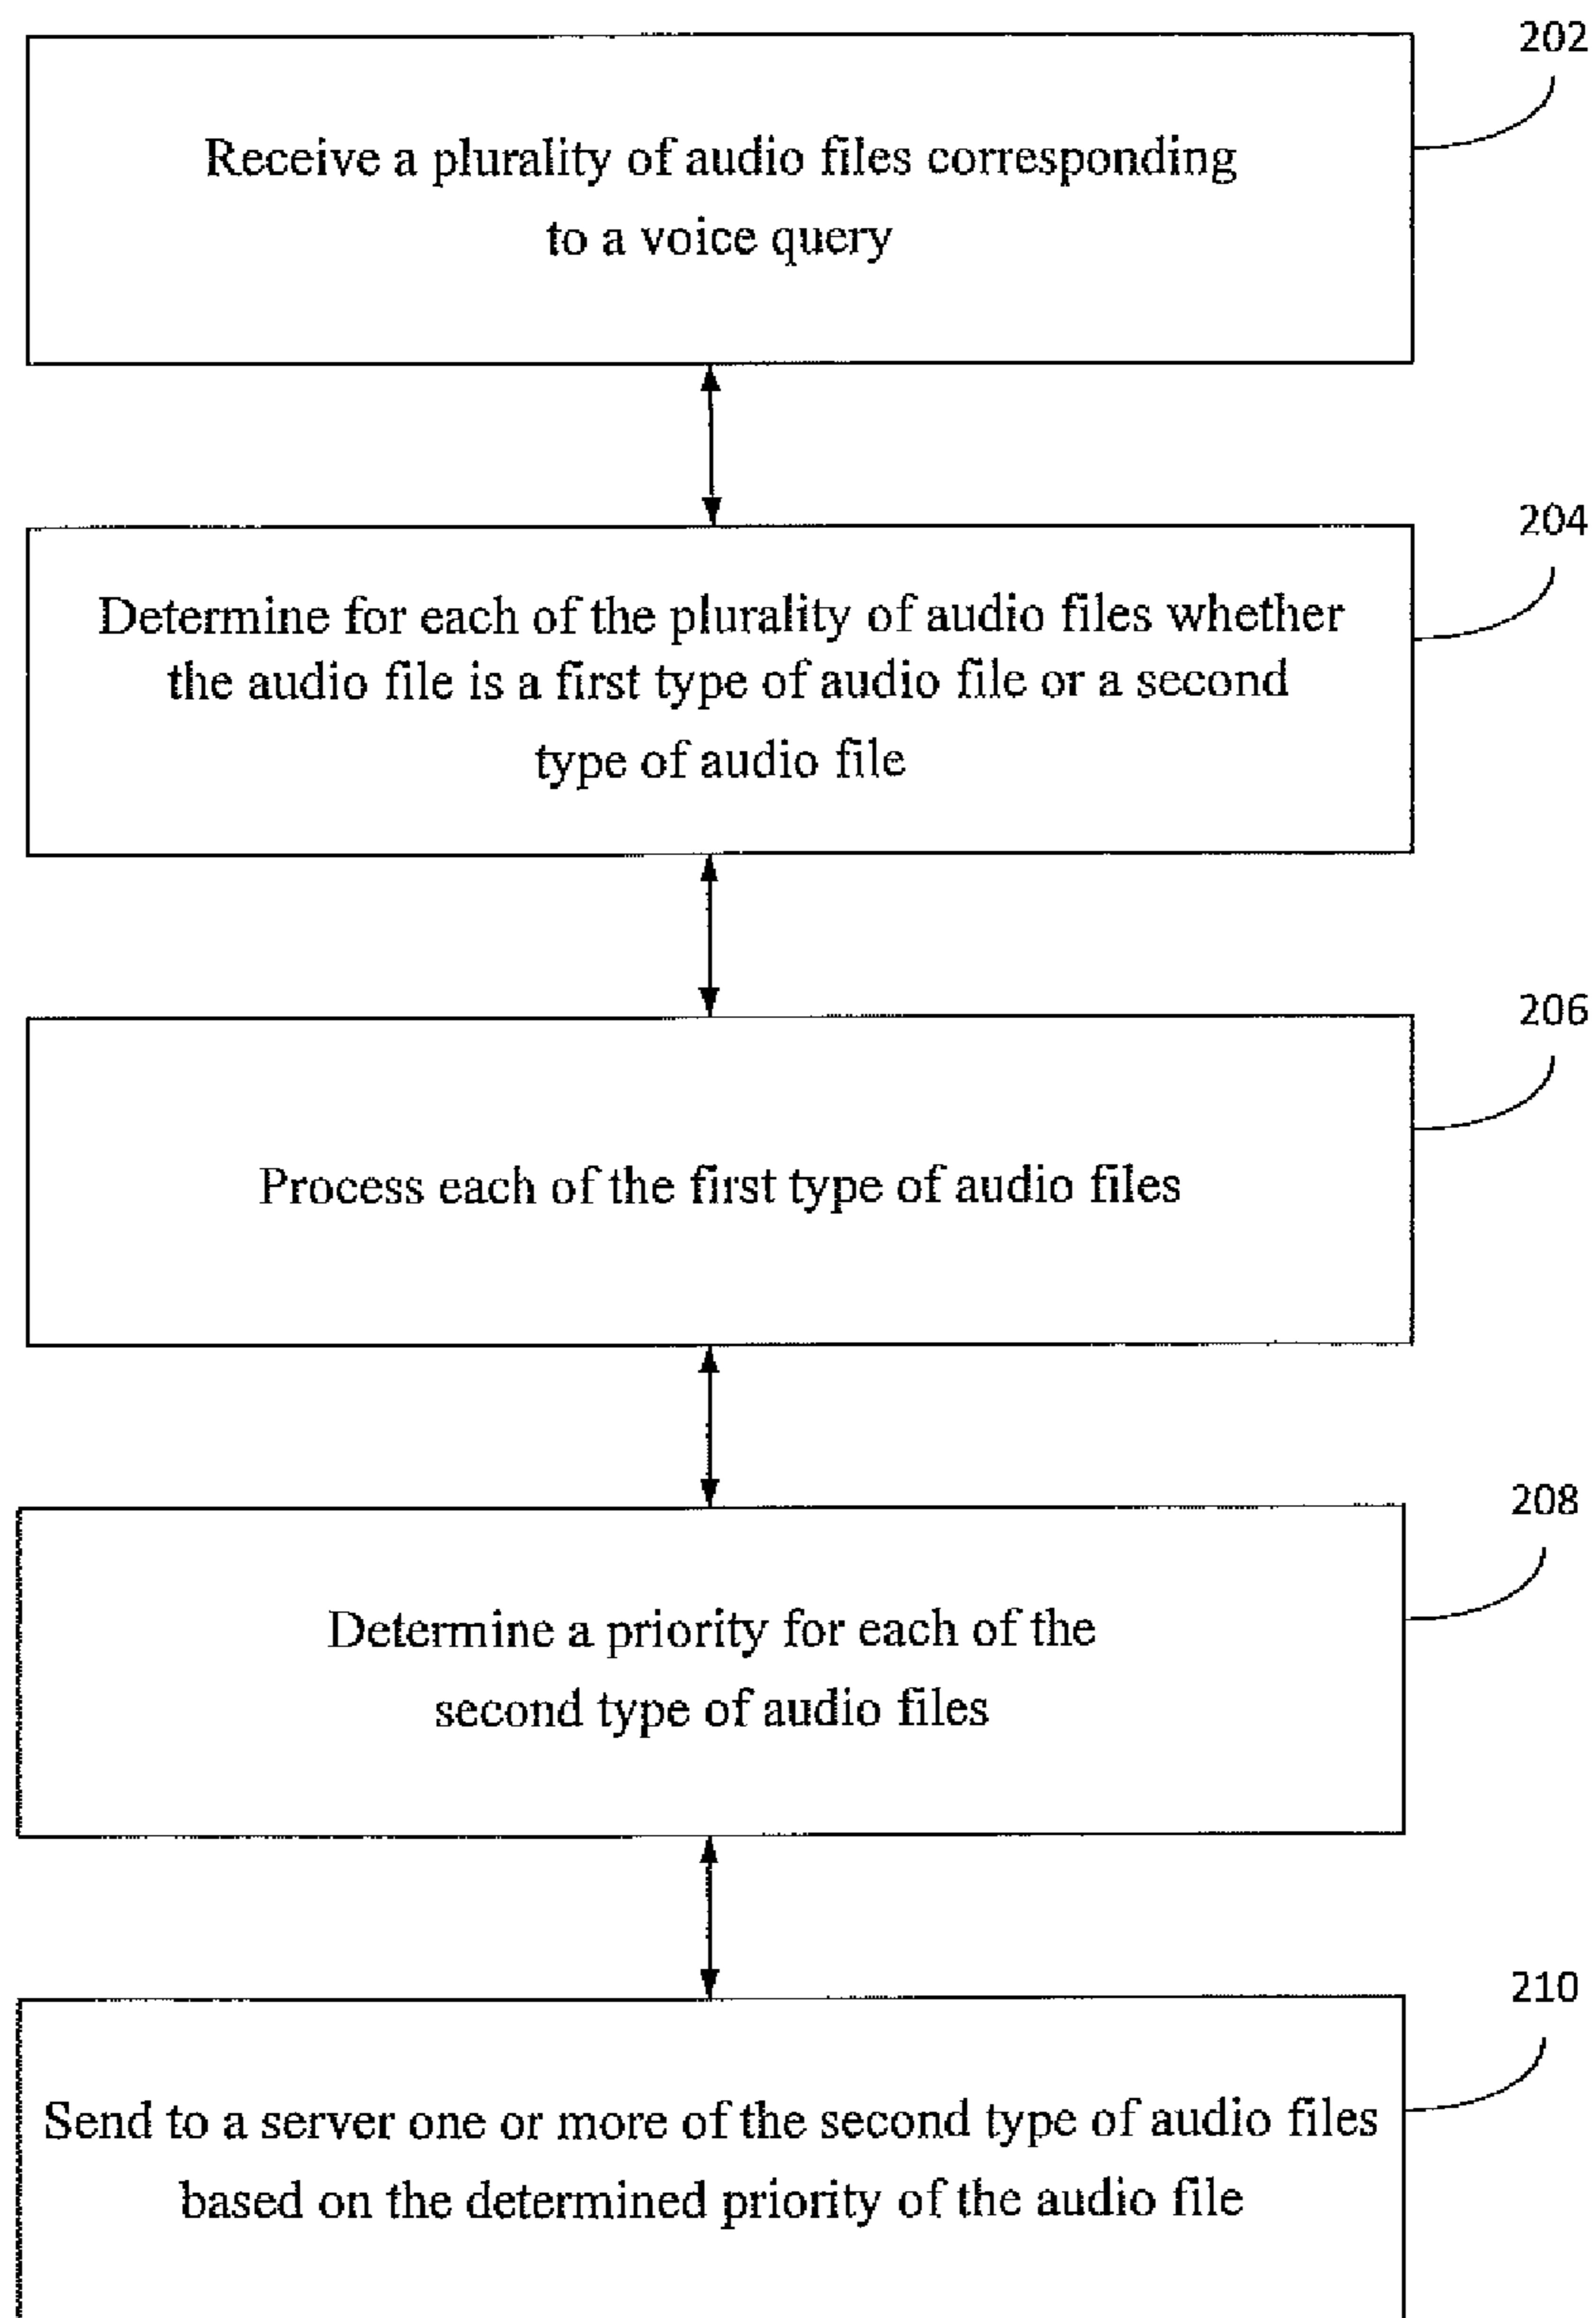 202
Receive a plurality of audio files corresponding
to a voice query
204
Determine for each of the plurality of audio files whether
the audio file is a first type of audio file or a second
type of audio file
206
Process each of the first type of audio files
208
Determine a priority for each of the
second type of audio files
210
Send to a server one or more of the second type of audio files
based on the determined priority of the audio file